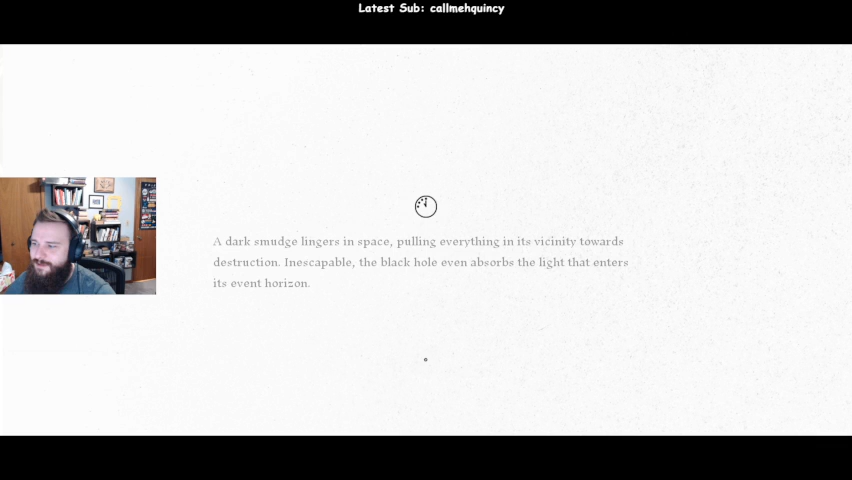 Latest Sub: callmehquincy
A dark smudge lingers in space, pulling everything in its vicinity towards
destruction. Inescapable, the black hole even absorbs the light that enters
its event horizon.